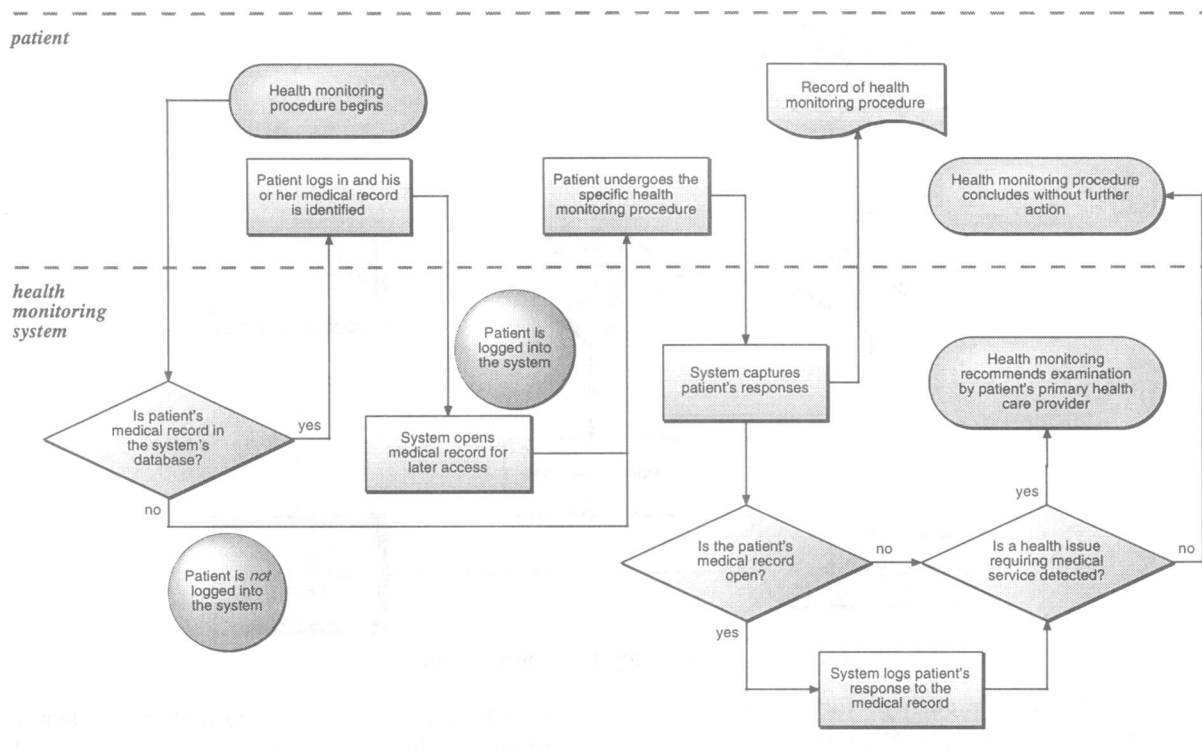 patient
Health monitoring
procedure begins
Record of health
monitoring procedure
Patient logs in and his
or her medical record
is identified
Patient undergoes the
specific health
monitoring procedure
Health monitoring procedure
concludes without further
action
health
monitoring
system
Patient is
logged into
the system
System captures
patient's responses
Health monitoring
recommends examination
by patient's primary health
care provider
Is patient's
medical record in
the system's
database?
yes
System opens
medical record for
later access
no
Patient is not
logged into
the system
Is the patient's
medical record
open?
no
yes
Is a health issue
requiring medical
service detected?
no
yes
System logs patient's
response to the
medical record